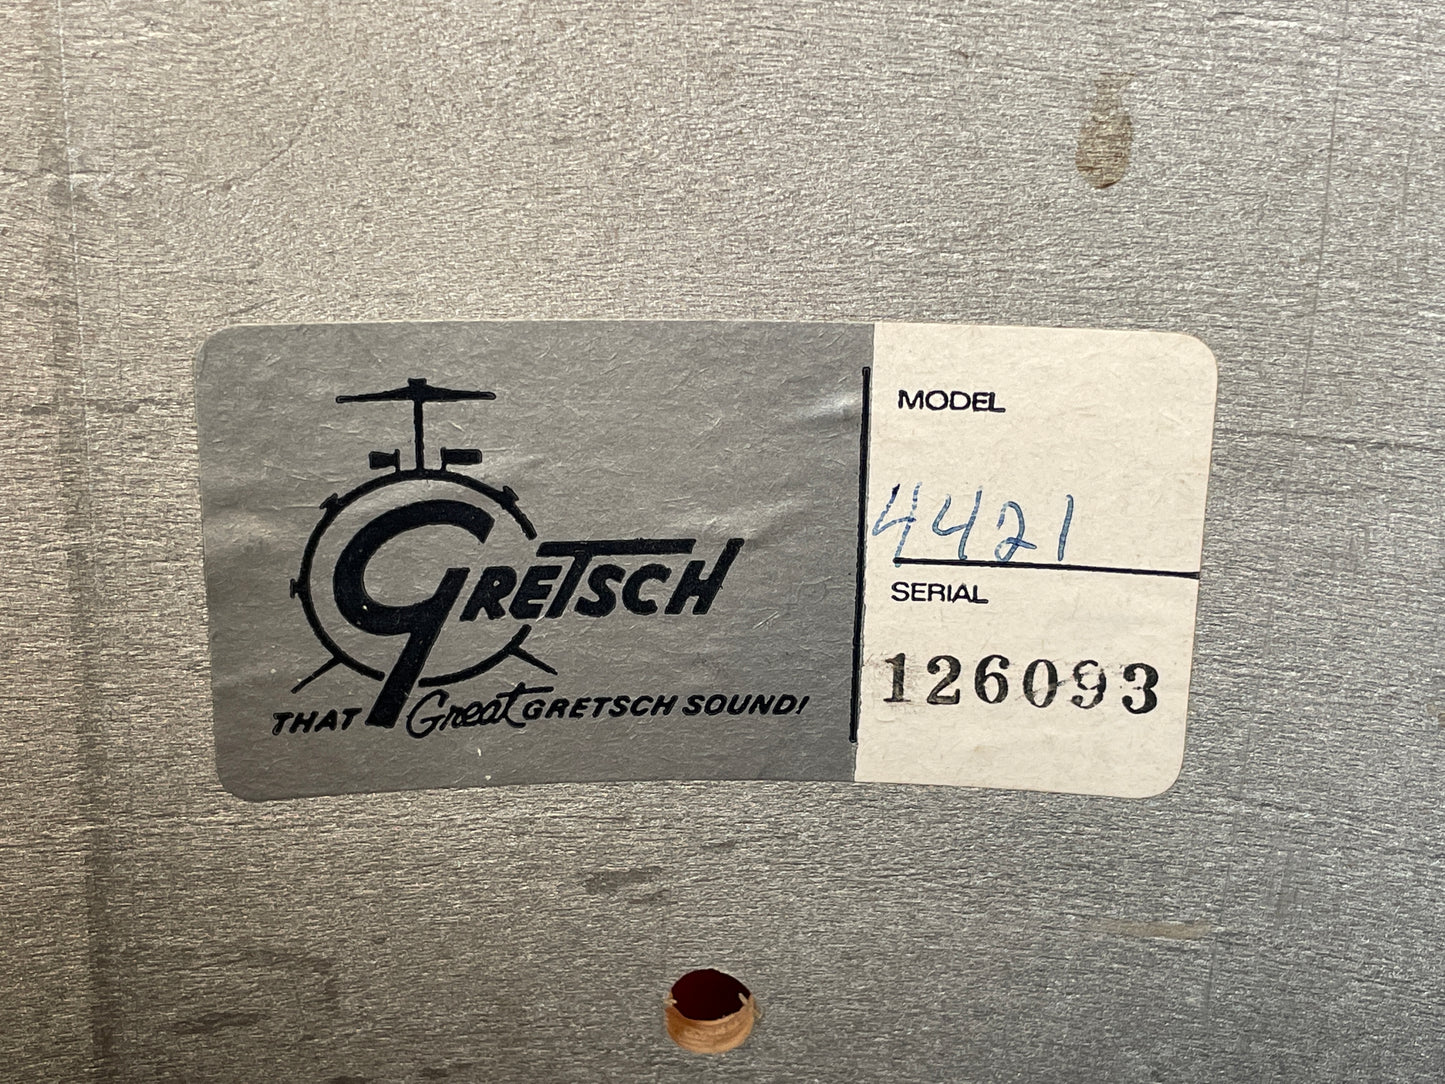 GRETSCH
THAT Great GRETSCH SOUND!
MODEL
4421
SERIAL
126093